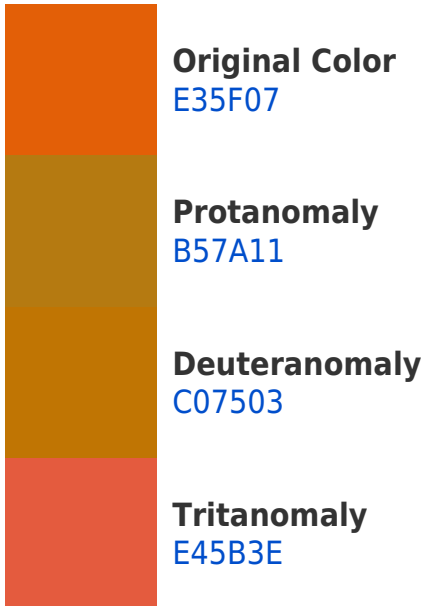 Original Color
E35F07
Protanomaly
B57A11
Deuteranomaly
C07503
Tritanomaly
E45B3E